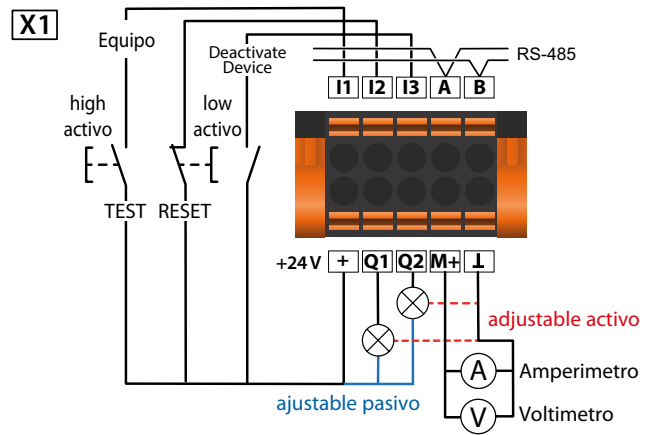 X1
Equipo
Deactivate
Device
RS-485
I1 I2 I3 A B
high
activo
low
activo
TEST RESET
+24 V + Q1 Q2 M+ ⊥
adjustable activo
A Amperimetro
ajustable pasivo
V Voltimetro